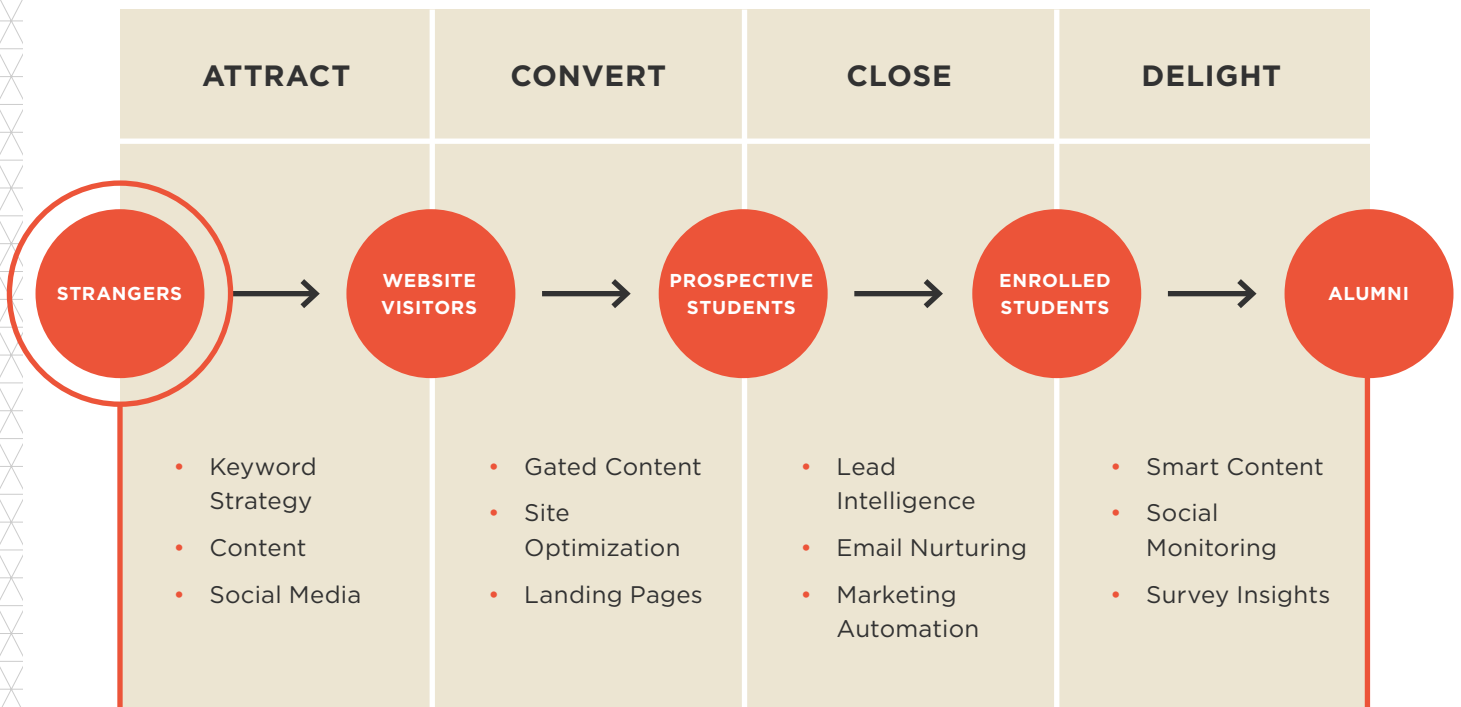 ATTRACT
CONVERT
CLOSE
DELIGHT
STRANGERS
WEBSITE
VISITORS
PROSPECTIVE
STUDENTS
ENROLLED
STUDENTS
ALUMNI
• Keyword
Strategy
• Content
• Social Media
• Gated Content
• Site
Optimization
• Landing Pages
• Lead
Intelligence
• Email Nurturing
• Marketing
Automation
• Smart Content
• Social
Monitoring
• Survey Insights